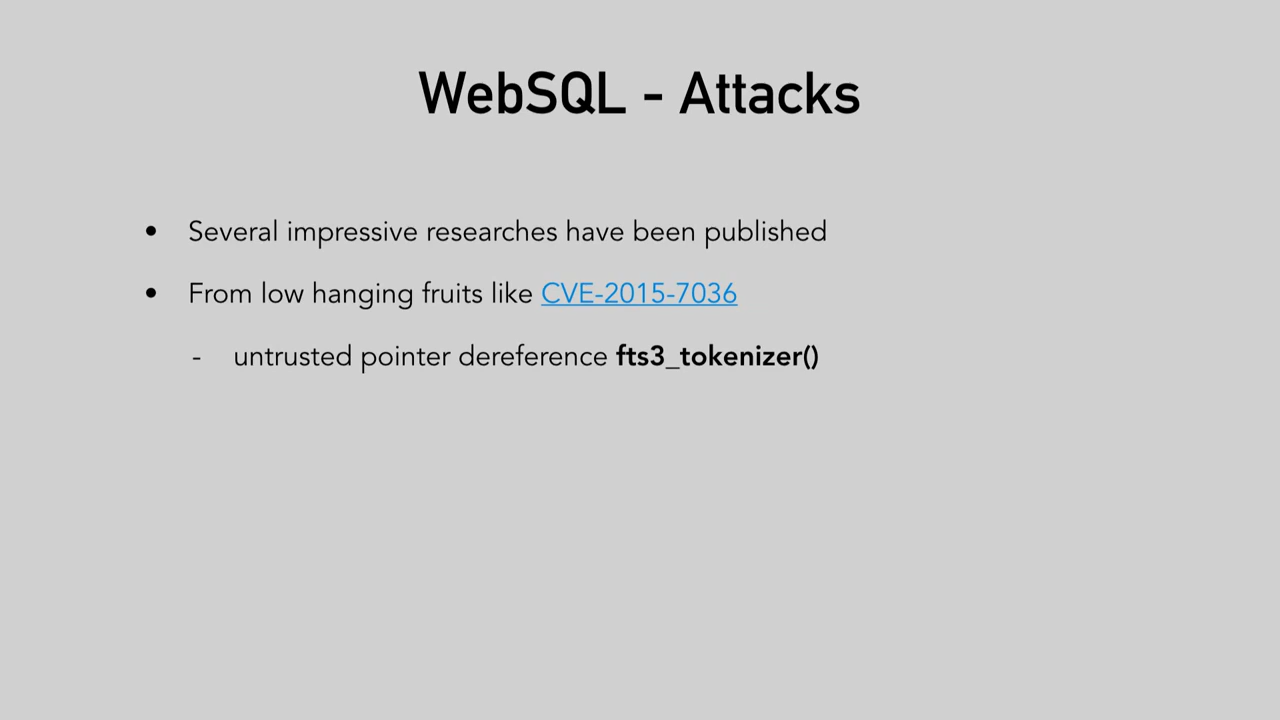 WebSQL - Attacks
• Several impressive researches have been published
• From low hanging fruits like CVE-2015-7036
- untrusted pointer dereference fts3_tokenizer()